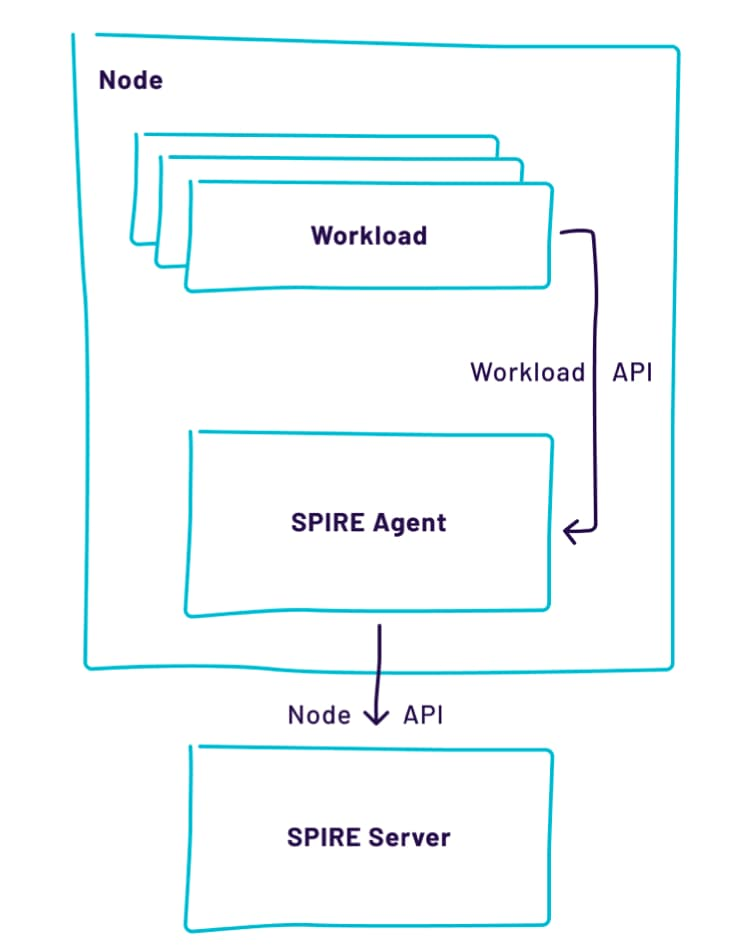 Node
Workload
Workload API
SPIRE Agent
Node API
SPIRE Server